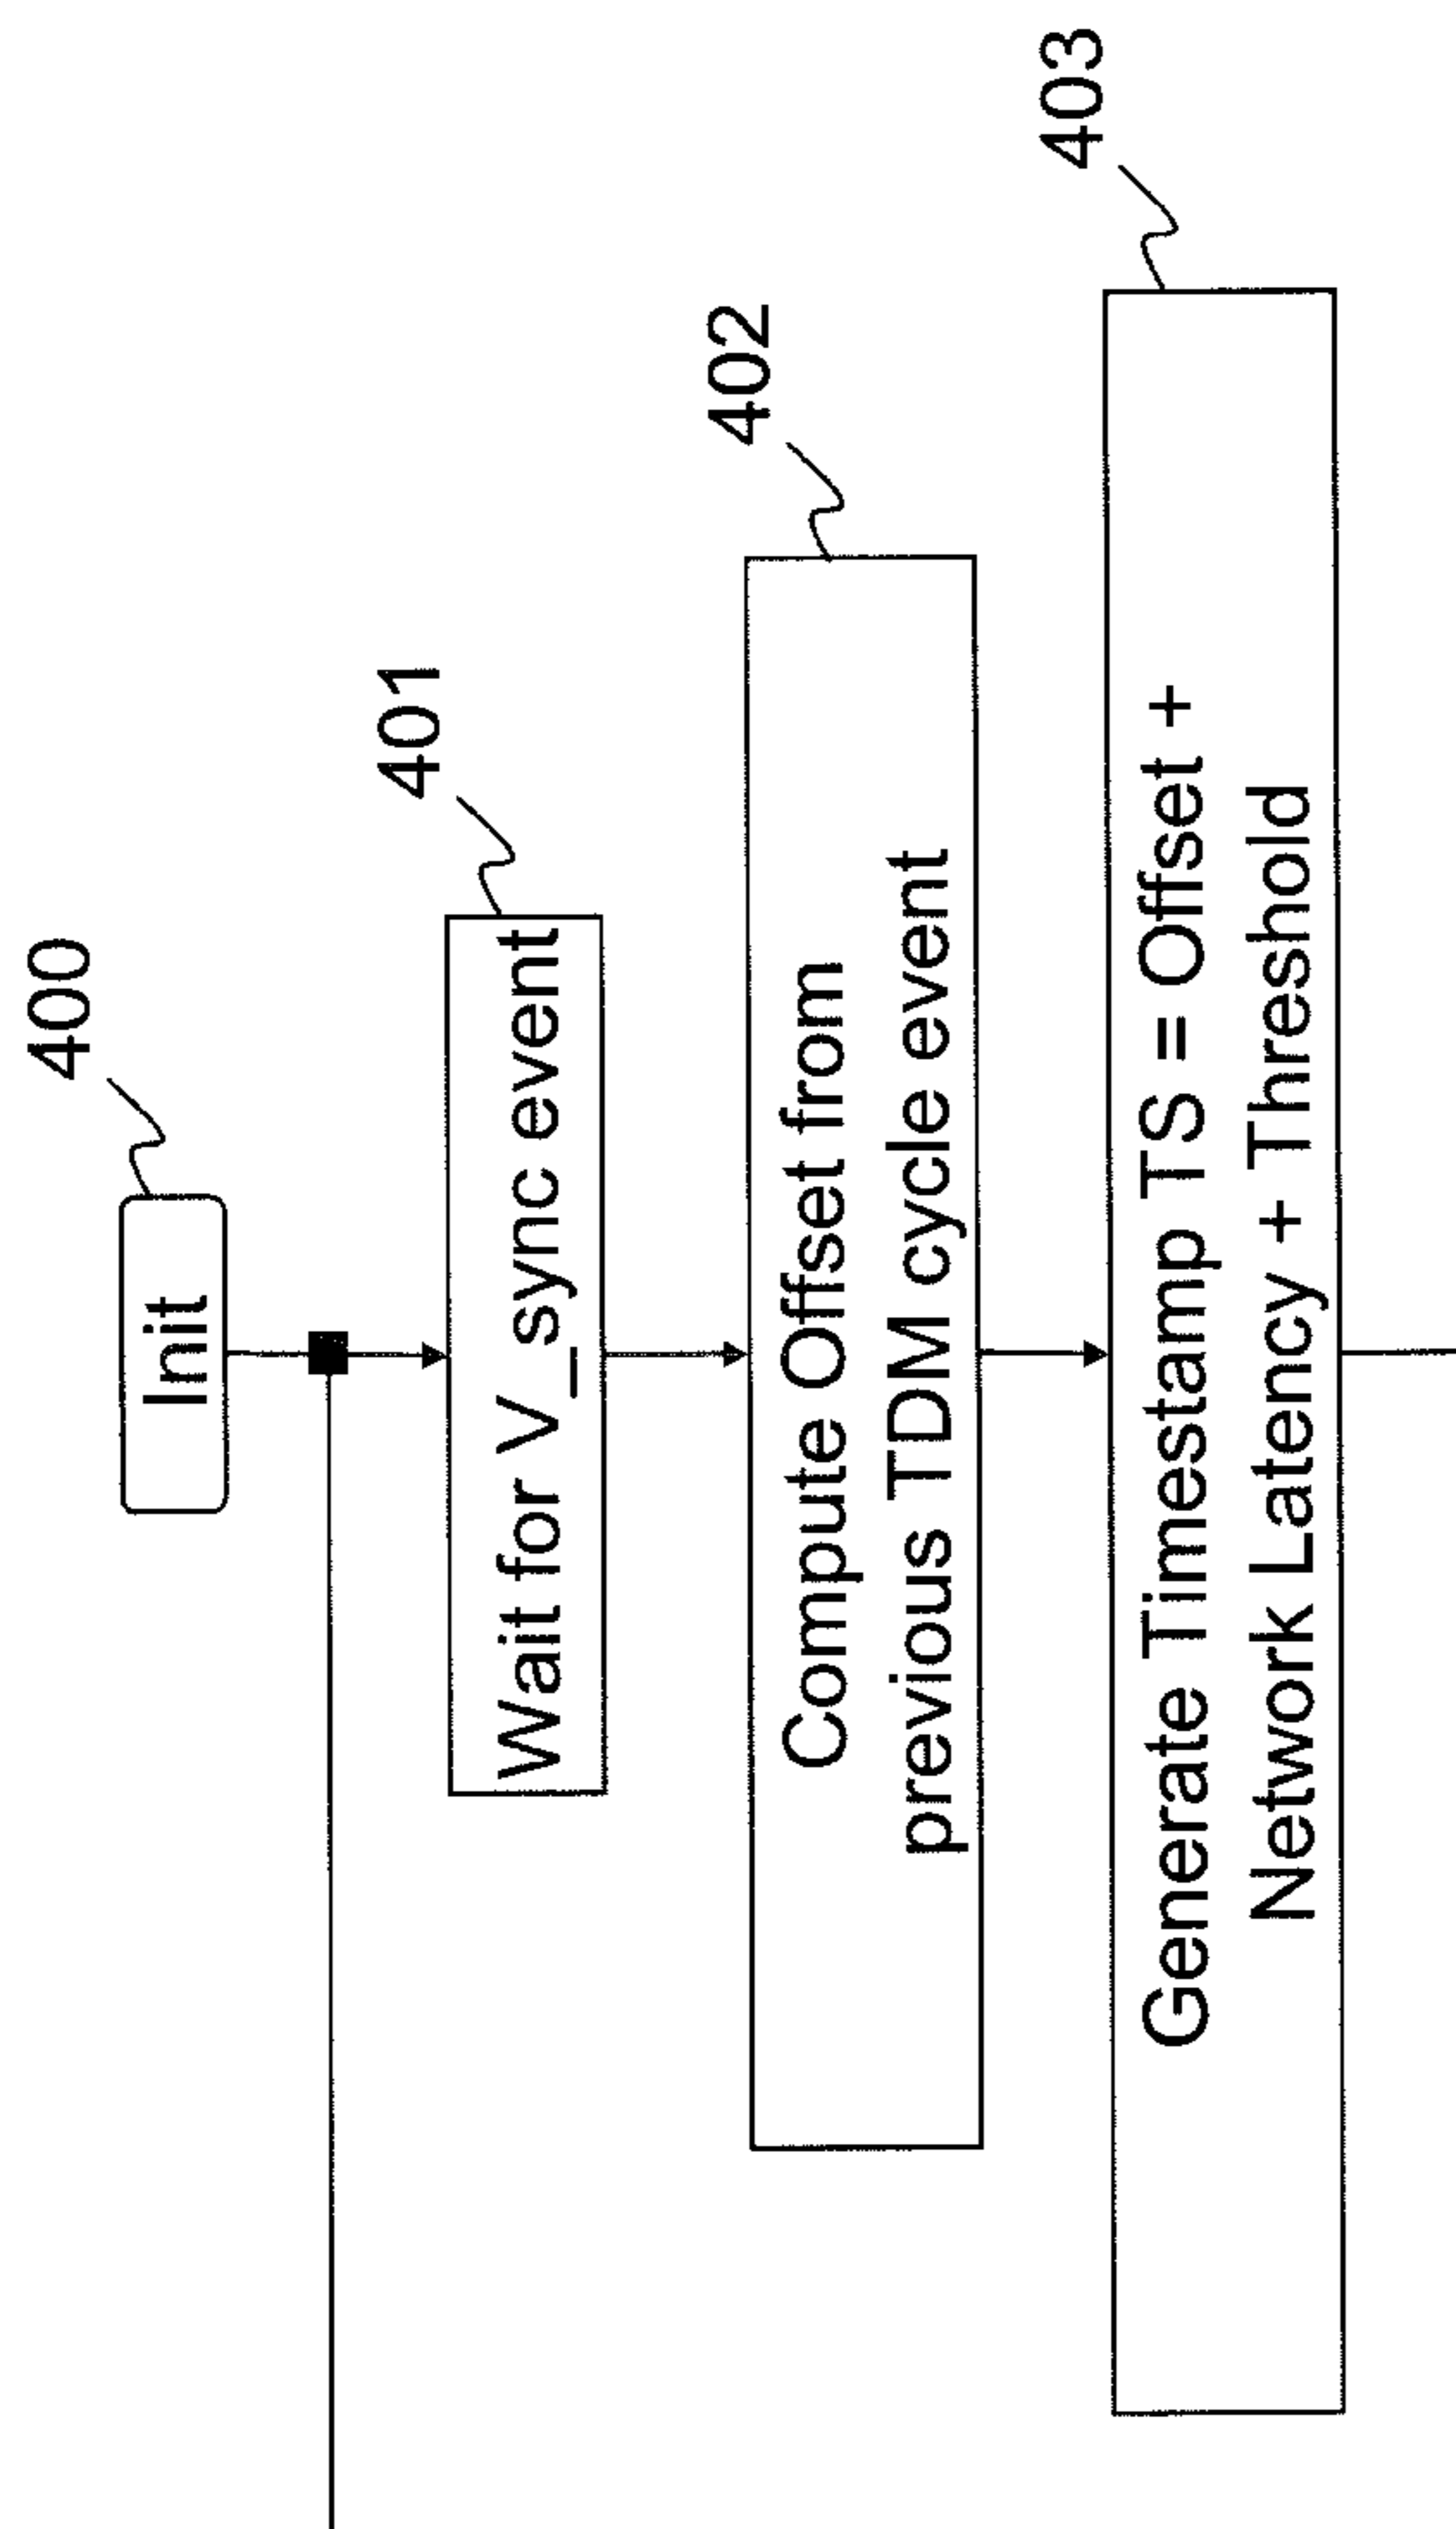 400
Init
401
Wait for V_sync event
402
Compute Offset from
previous TDM cycle event
403
Generate Timestamp TS = Offset +
Network Latency + Threshold